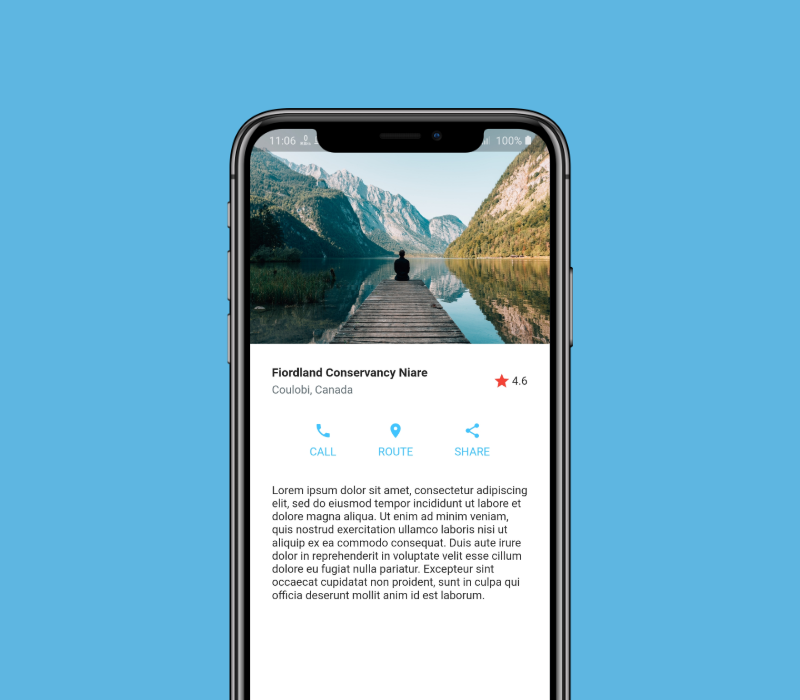 11:06 100%
Fiordland Conservancy Niare
Coulobi, Canada
4.6
CALL ROUTE SHARE
Lorem ipsum dolor sit amet, consectetur adipiscing
elit, sed do eiusmod tempor incididunt ut labore et
dolore magna aliqua. Ut enim ad minim veniam,
quis nostrud exercitation ullamco laboris nisi ut
aliquip ex ea commodo consequat. Duis aute irure
dolor in reprehenderit in voluptate velit esse cillum
dolore eu fugiat nulla pariatur. Excepteur sint
occaecat cupidatat non proident, sunt in culpa qui
officia deserunt mollit anim id est laborum.